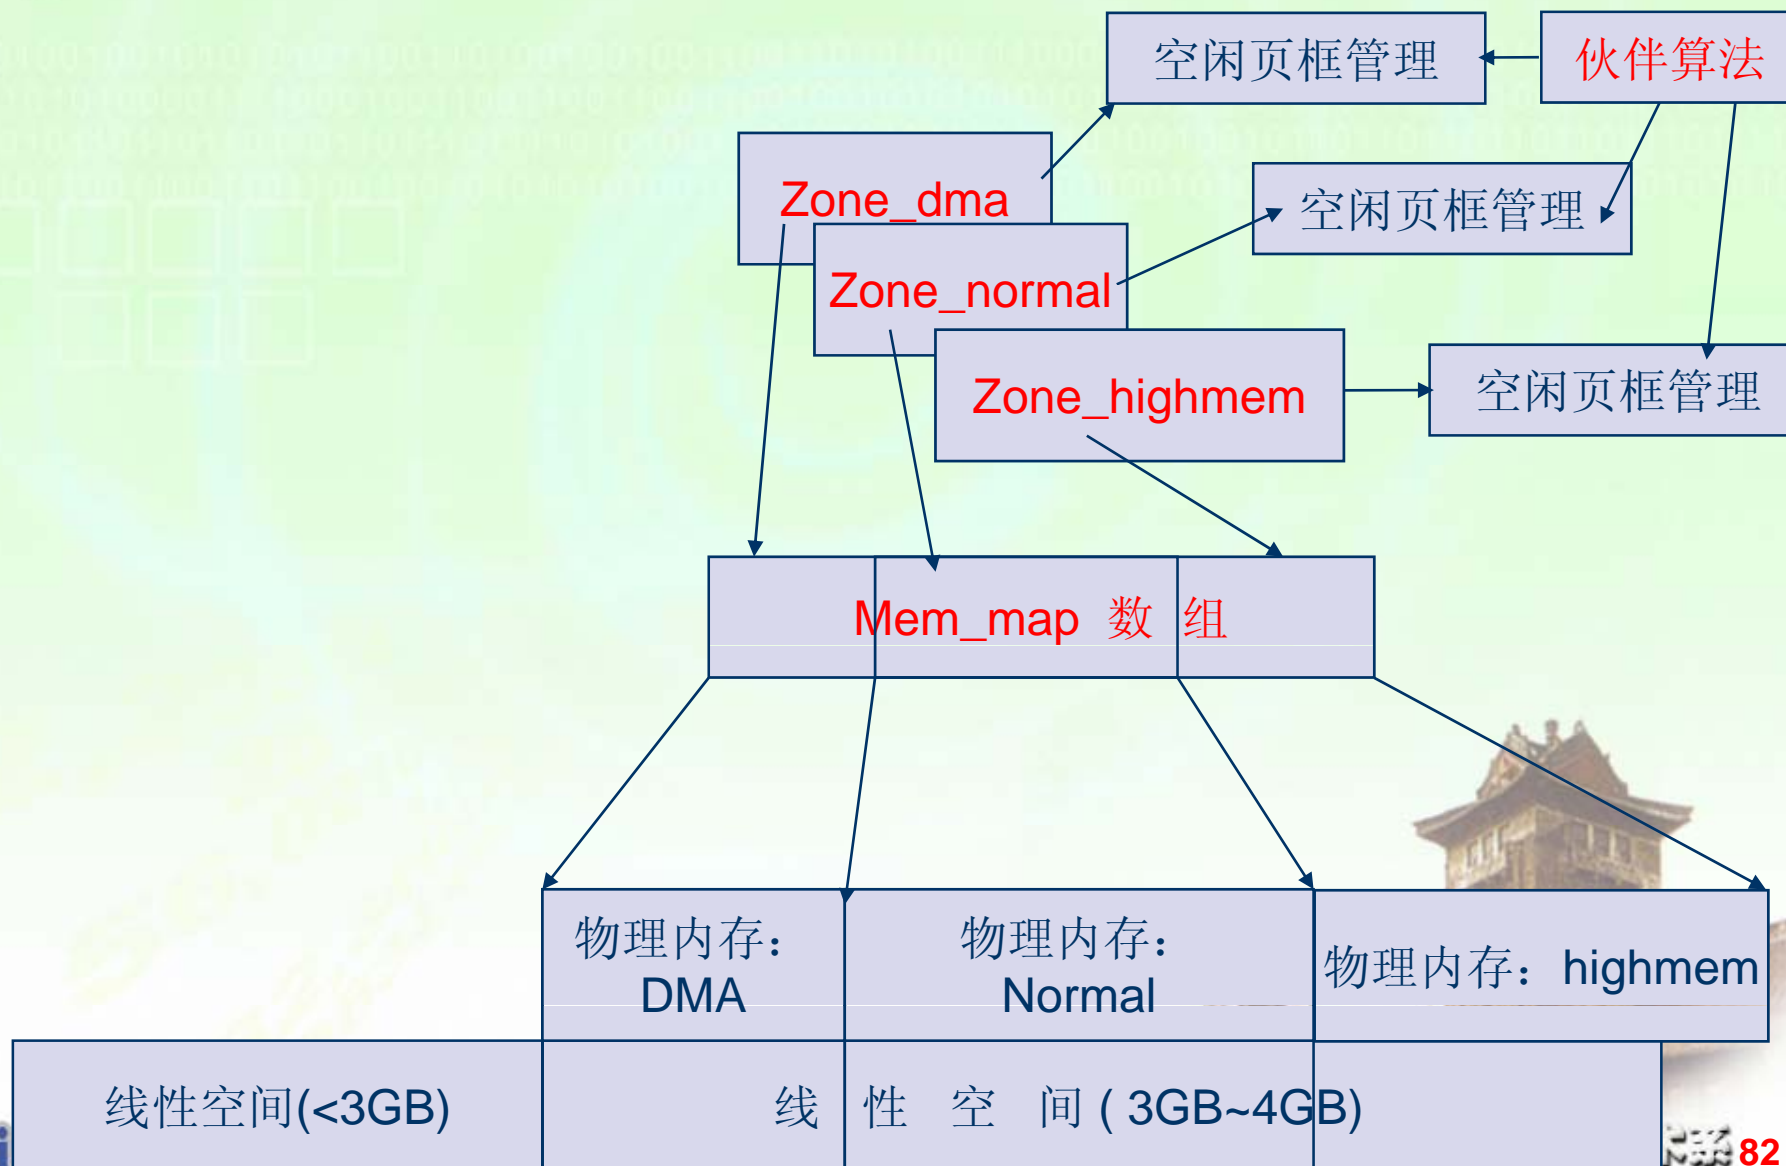 空闲页框管理
伙伴算法
Zone_dma
空闲页框管理
Zone_normal
Zone_highmem
空闲页框管理
Mem_map 数 组
物理内存：
DMA
物理内存：
Normal
物理内存：highmem
线性空间(<3GB)
线 性 空 间 ( 3GB~4GB)
82